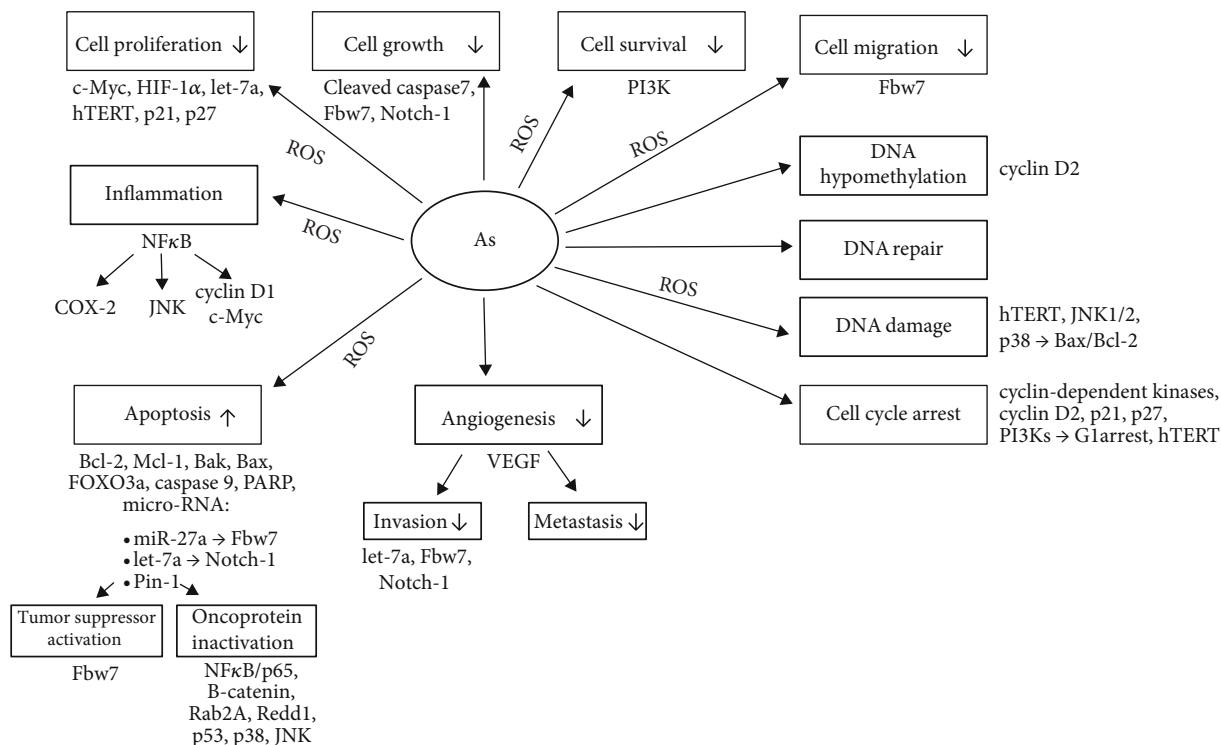 Cell proliferation ↓
c-Myc, HIF-1α, let-7a,
hTERT, p21, p27
Cell growth ↓
Cleaved caspase7,
Fbw7, Notch-1
Cell survival ↓
PI3K
Cell migration ↓
Fbw7
ROS
ROS
ROS
DNA
hypomethylation
cyclin D2
Inflammation
ROS
NFκB
COX-2
JNK
cyclin D1
c-Myc
As
DNA repair
ROS
DNA damage
hTERT, JNK1/2,
p38 → Bax/Bcl-2
ROS
Apoptosis ↑
Bcl-2, Mcl-1, Bak, Bax,
FOXO3a, caspase 9, PARP,
micro-RNA:
• miR-27a → Fbw7
• let-7a → Notch-1
• Pin-1
Tumor suppressor
activation
Fbw7
Oncoprotein
inactivation
NFκB/p65,
B-catenin,
Rab2A, Redd1,
p53, p38, JNK
Angiogenesis ↓
VEGF
Invasion ↓
let-7a, Fbw7,
Notch-1
Metastasis ↓
Cell cycle arrest
cyclin-dependent kinases,
cyclin D2, p21, p27,
PI3Ks → G1arrest, hTERT